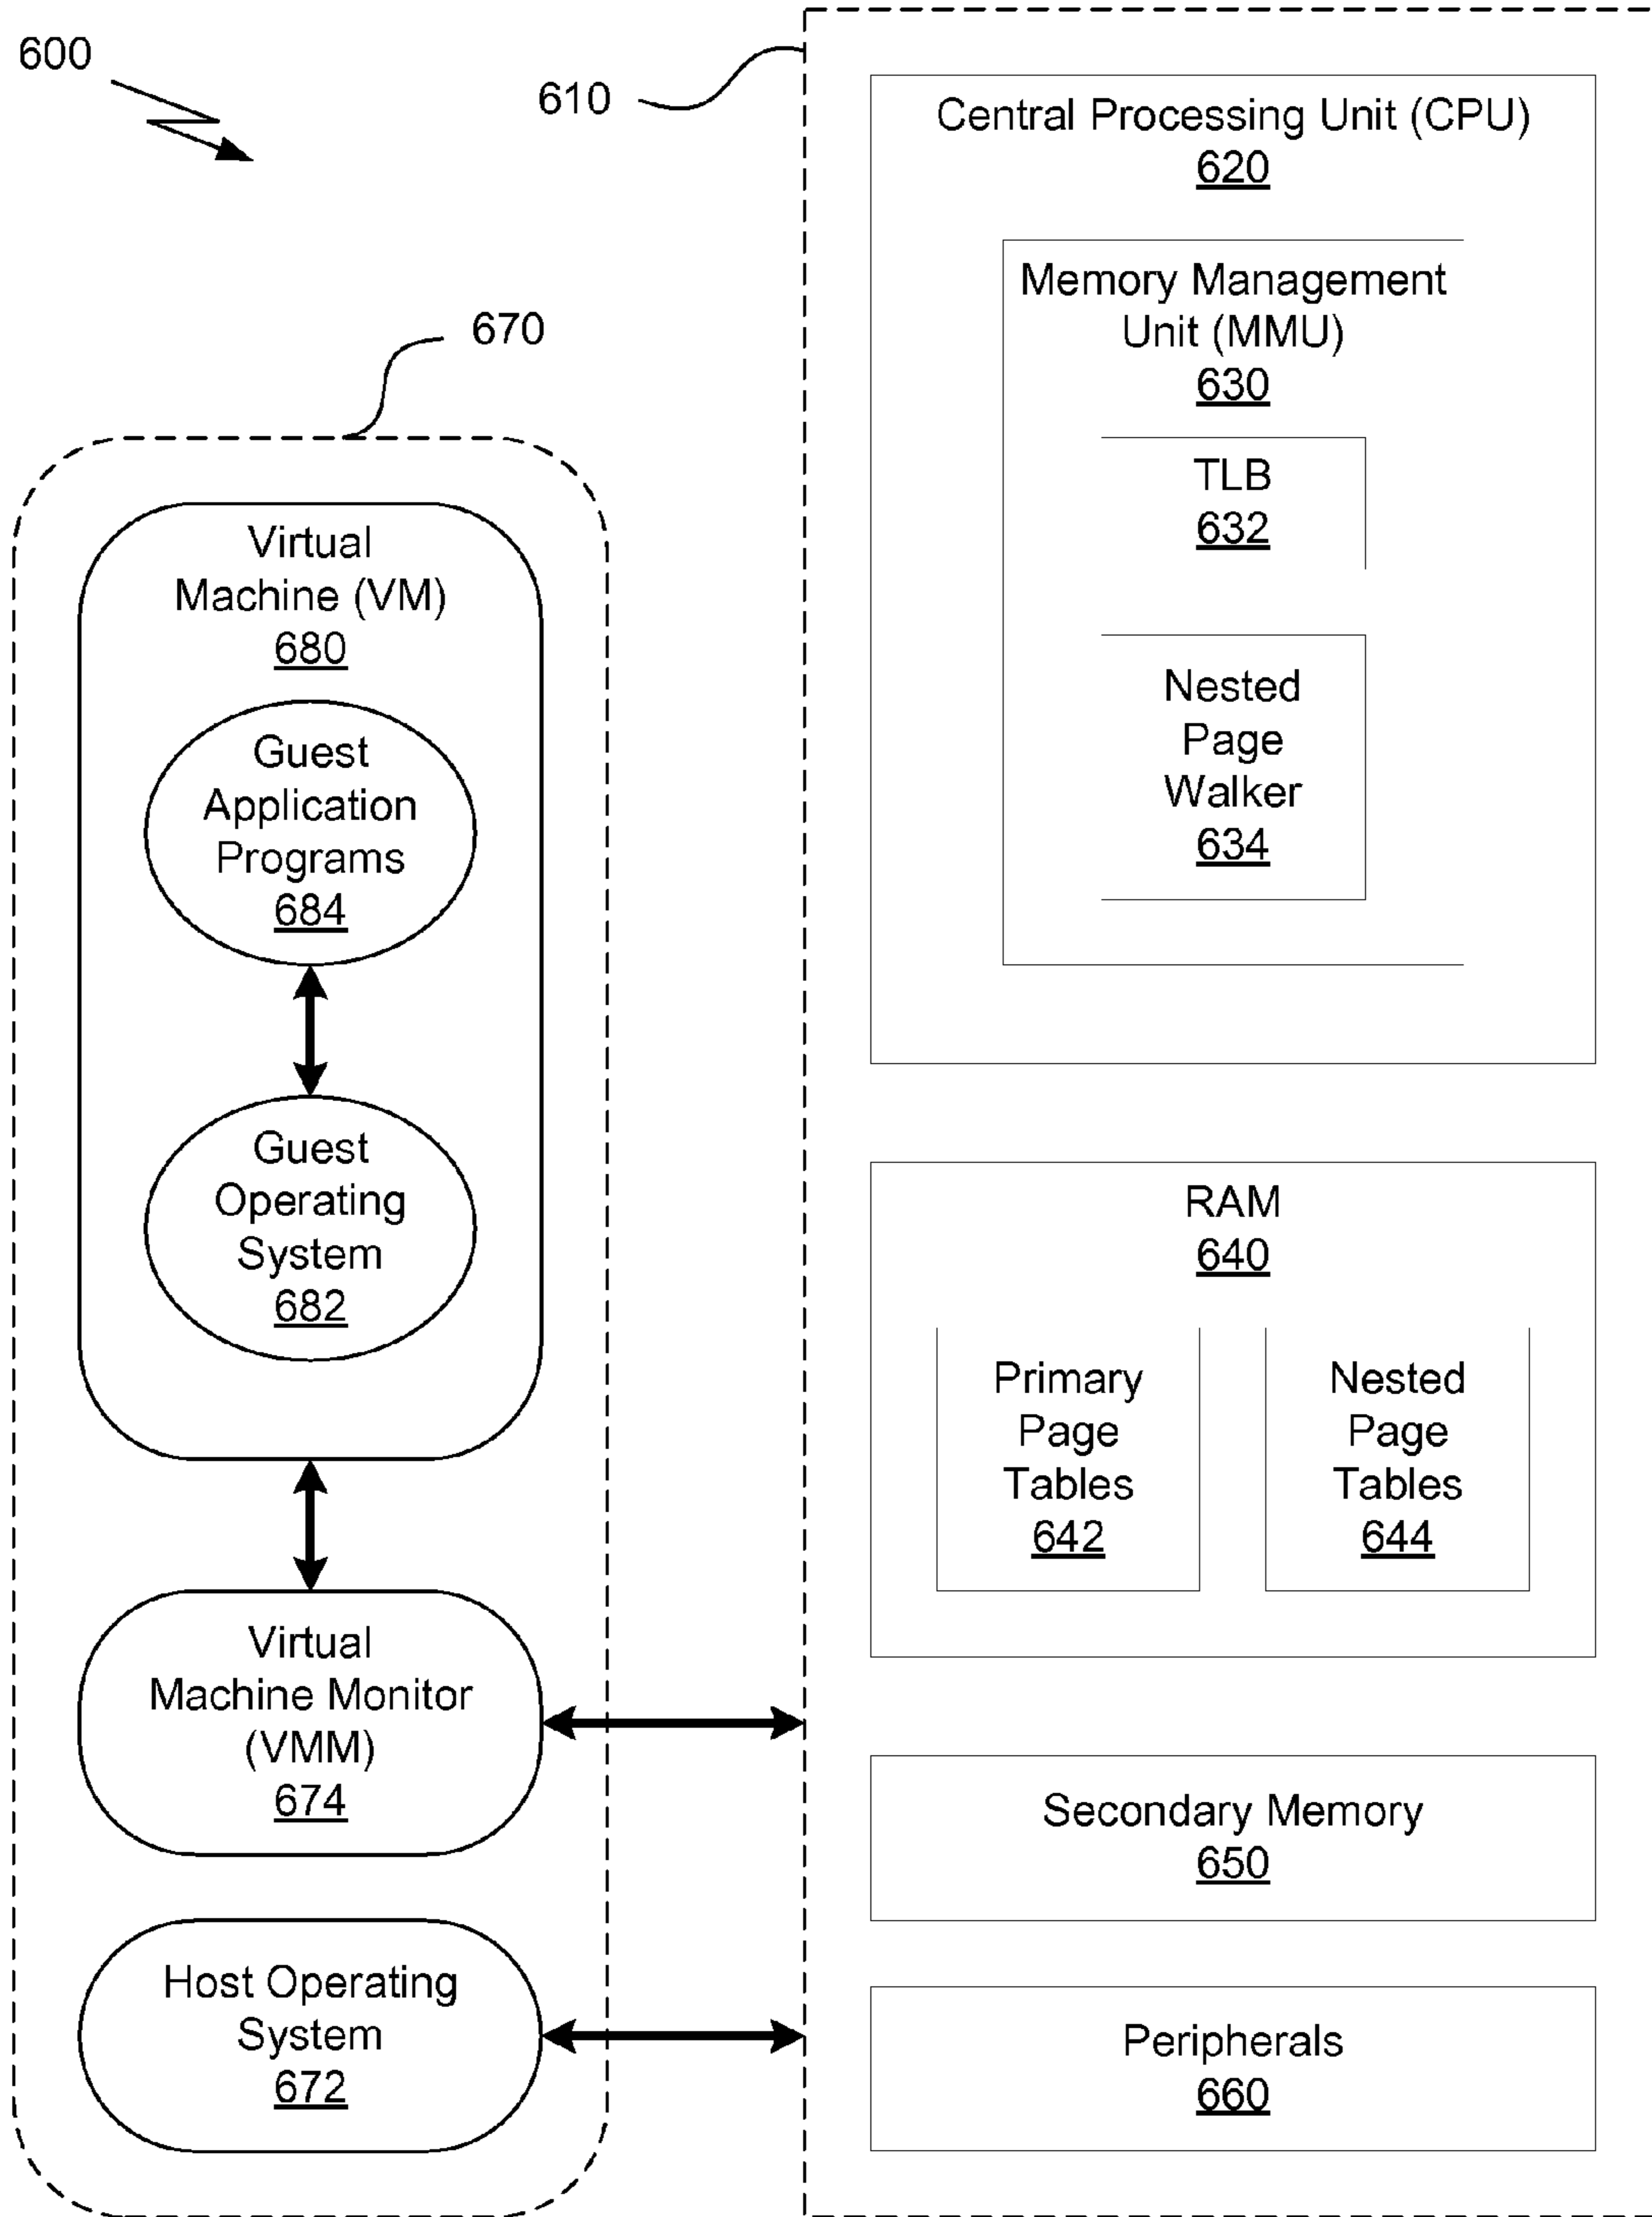 600
610
670
Virtual
Machine (VM)
680
Guest
Application
Programs
684
Guest
Operating
System
682
Virtual
Machine Monitor
(VMM)
674
Host Operating
System
672
Central Processing Unit (CPU)
620
Memory Management
Unit (MMU)
630
TLB
632
Nested
Page
Walker
634
RAM
640
Primary
Page
Tables
642
Nested
Page
Tables
644
Secondary Memory
650
Peripherals
660